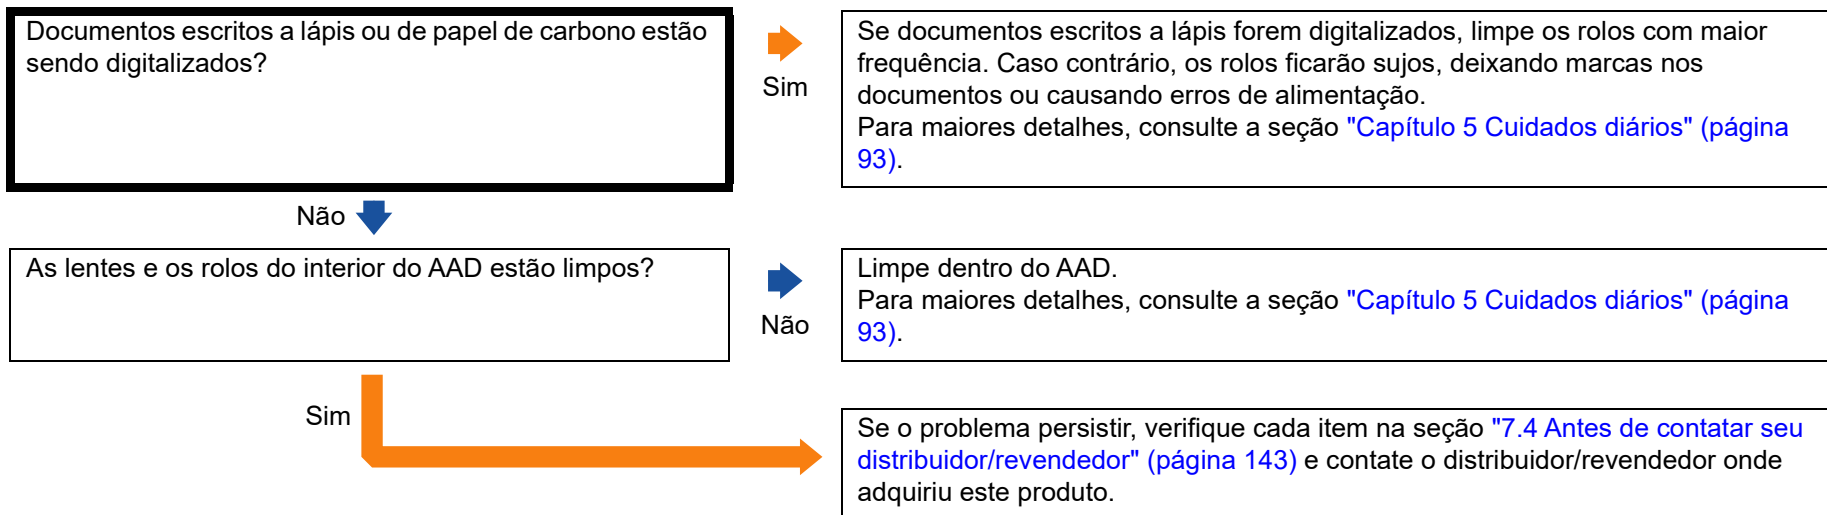 Documentos escritos a lápis ou de papel de carbono estão
sendo digitalizados?
Sim
Se documentos escritos a lápis forem digitalizados, limpe os rolos com maior
frequência. Caso contrário, os rolos ficarão sujos, deixando marcas nos
documentos ou causando erros de alimentação.
Para maiores detalhes, consulte a seção "Capítulo 5 Cuidados diários" (página
93).
Não
As lentes e os rolos do interior do AAD estão limpos?
Não
Limpe dentro do AAD.
Para maiores detalhes, consulte a seção "Capítulo 5 Cuidados diários" (página
93).
Sim
Se o problema persistir, verifique cada item na seção "7.4 Antes de contatar seu
distribuidor/revendedor" (página 143) e contate o distribuidor/revendedor onde
adquiriu este produto.